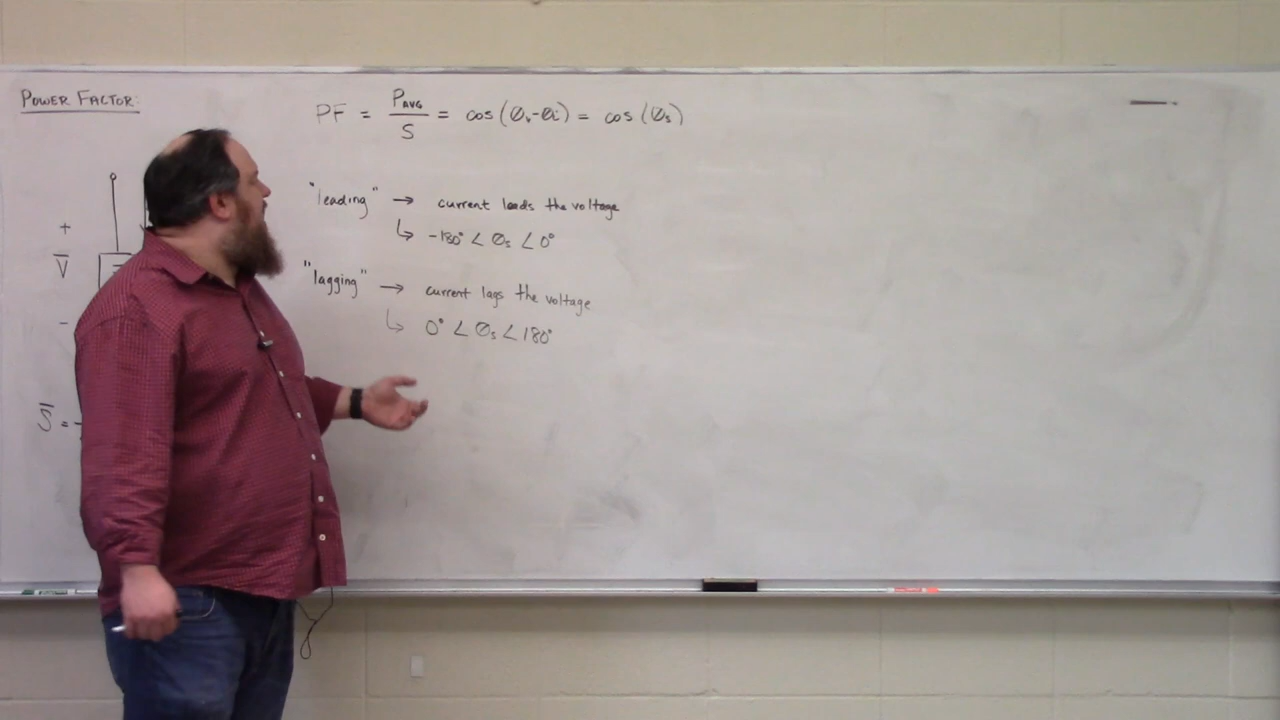 POWER FACTOR:
PF = P_AVG / S = cos(Øv-Øi) = cos(Øs)
"leading" → current leads the voltage
↳ -180° < Øs < 0°
"lagging" → current lags the voltage
↳ 0° < Øs < 180°
+
V̅
-
S̅ =